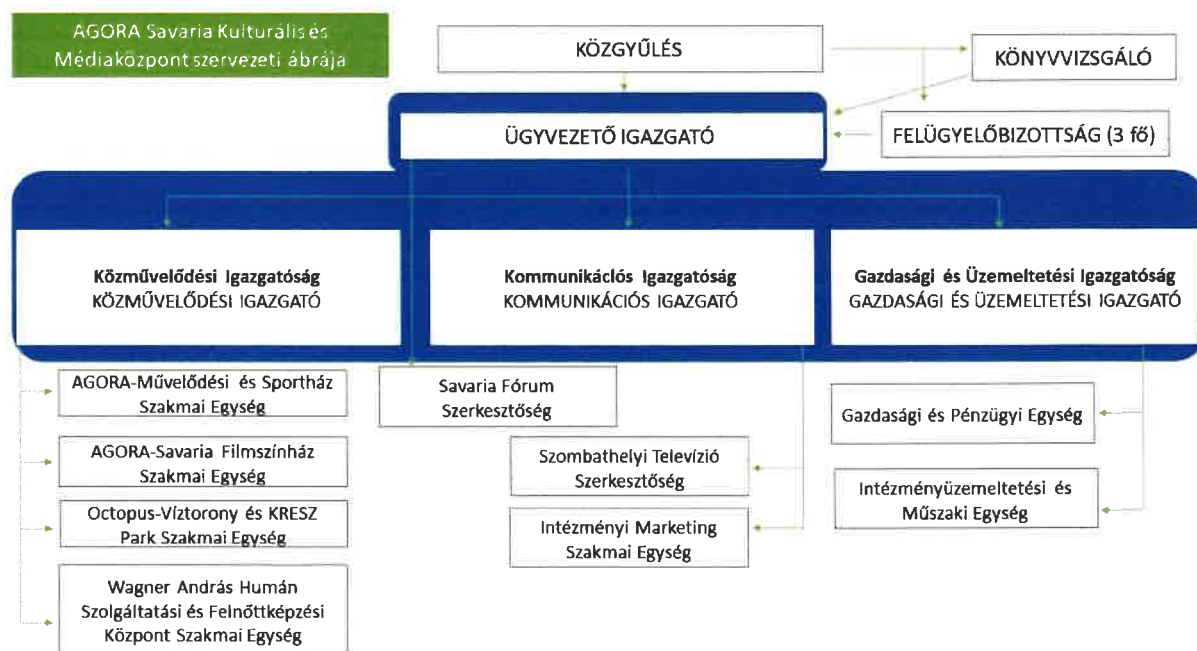 AGORA Savaria Kulturális és
Médiaközpont szervezeti ábrája
KÖZGYŰLÉS
KÖNYVVIZSGÁLÓ
ÜGYVEZETŐ IGAZGATÓ
FELÜGYELŐBIZOTTSÁG (3 fő)
Közművelődési Igazgatóság
KÖZMŰVELŐDÉSI IGAZGATÓ
Kommunikációs Igazgatóság
KOMMUNIKÁCIÓS IGAZGATÓ
Gazdasági és Üzemeltetési Igazgatóság
GAZDASÁGI ÉS ÜZEMELTETÉSI IGAZGATÓ
AGORA-Művelődési és Sportház
Szakmai Egység
AGORA-Savaria Filmszínház
Szakmai Egység
Octopus-Víztorony és KRESZ
Park Szakmai Egység
Wagner András Humán
Szolgáltatási és Felnőttképzési
Központ Szakmai Egység
Savaria Fórum
Szerkesztőség
Szombathelyi Televízió
Szerkesztőség
Intézményi Marketing
Szakmai Egység
Gazdasági és Pénzügyi Egység
Intézményüzemeltetési és
Műszaki Egység